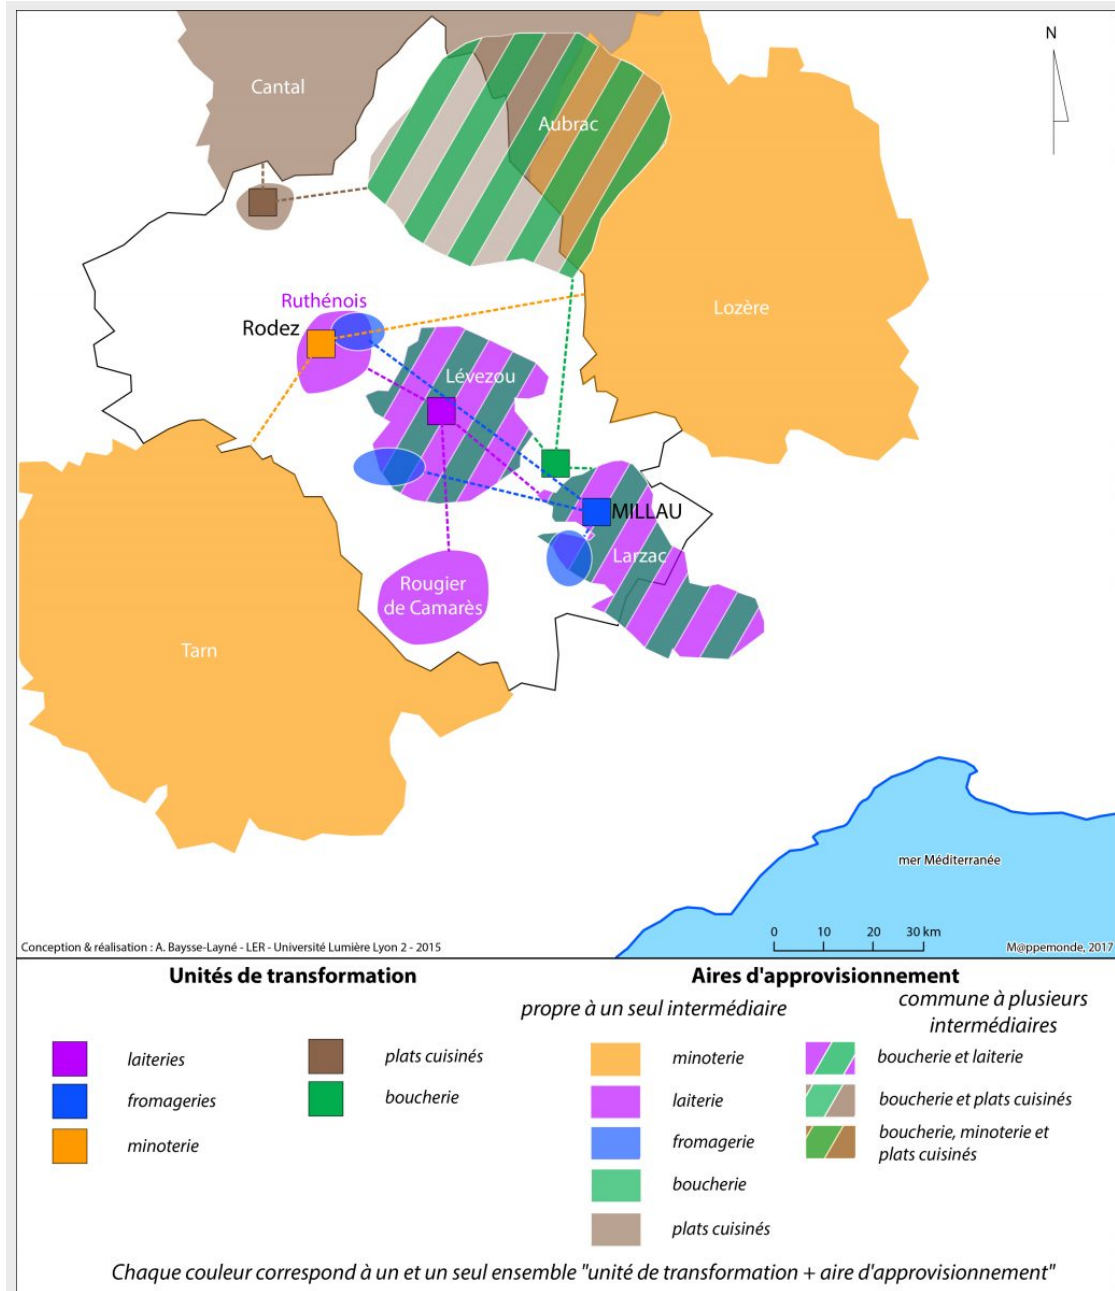 N
Cantal
Aubrac
Lozère
Ruthénois
Rodez
Lévezou
MILLAU
Larzac
Rougier
de Camarès
Tarn
mer Méditerranée
0 10 20 30 km
Conception & réalisation : A. Baysse-Layné - LER - Université Lumière Lyon 2 - 2015
M@ppemonde, 2017
Unités de transformation
laiteries
fromageries
minoterie
plats cuisinés
boucherie
Aires d'approvisionnement
propre à un seul intermédiaire
minoterie
laiterie
fromagerie
boucherie
plats cuisinés
commune à plusieurs
intermédiaires
boucherie et laiterie
boucherie et plats cuisinés
boucherie, minoterie et
plats cuisinés
Chaque couleur correspond à un et un seul ensemble "unité de transformation + aire d'approvisionnement"